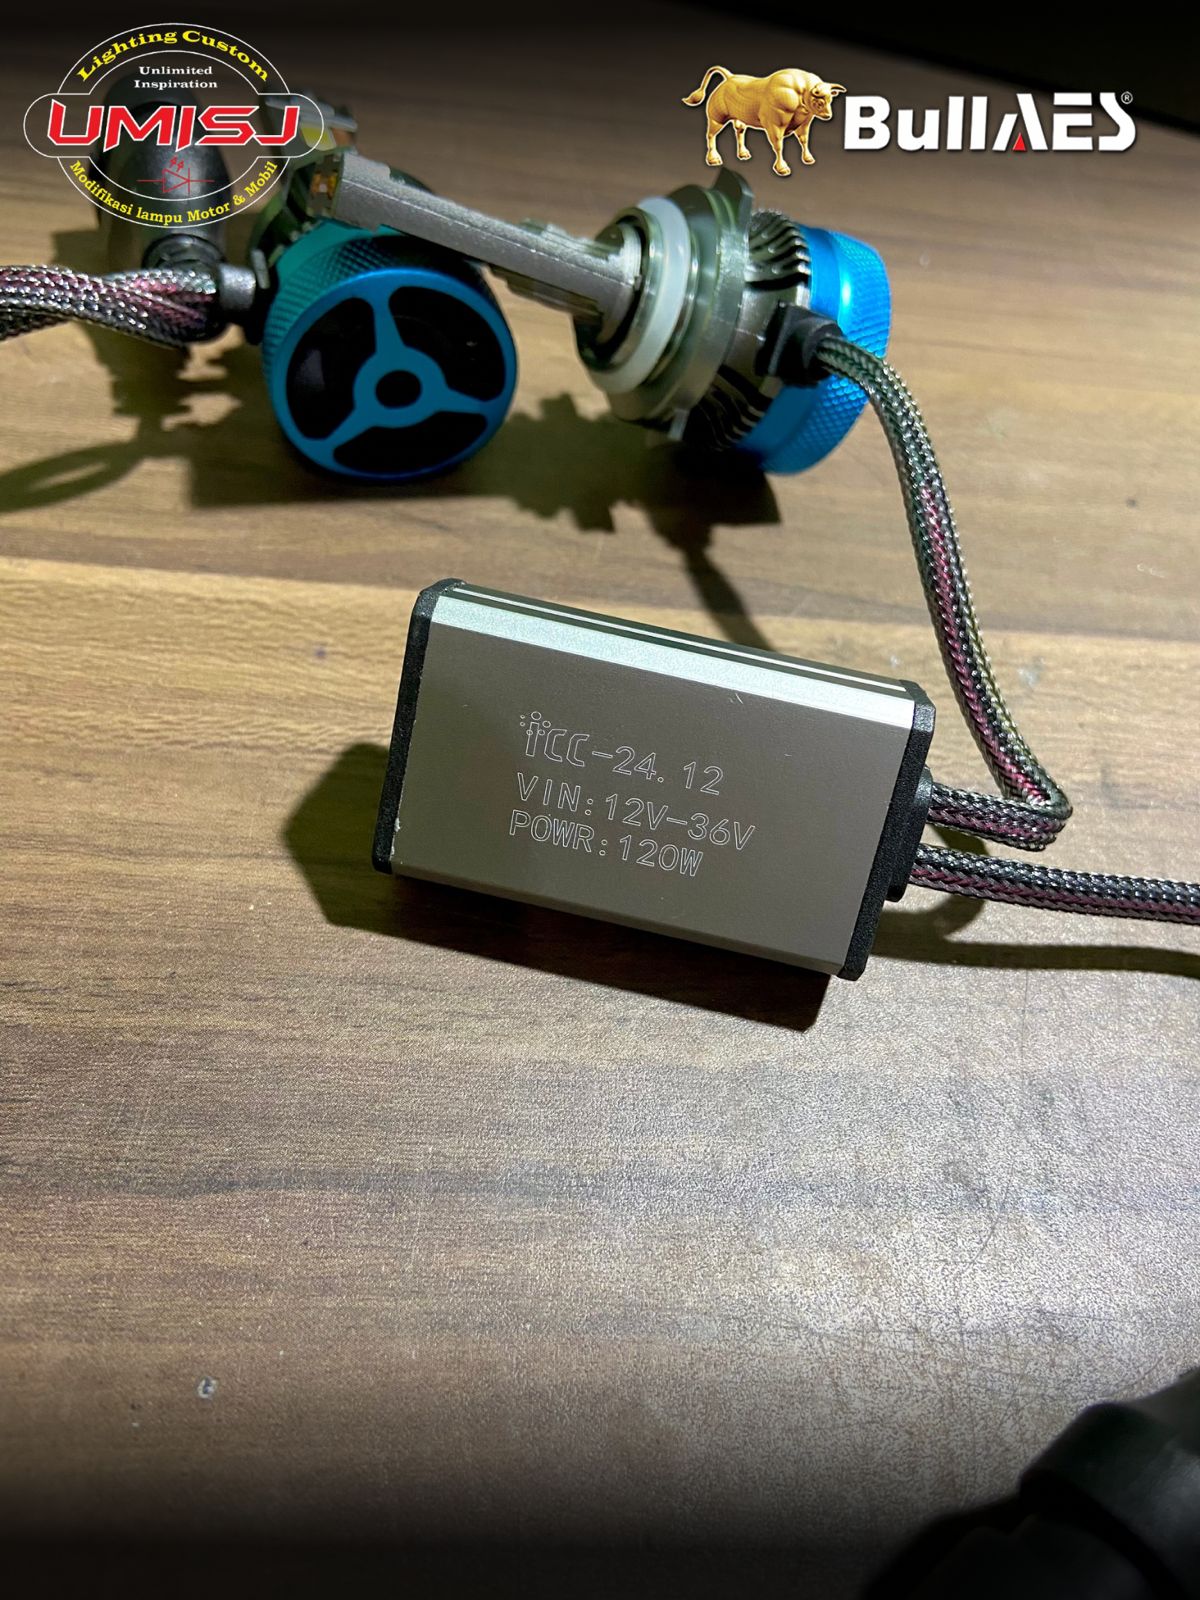 Lighting Custom
Unlimited
Inspiration
UMISJ
Modifikasi lampu Motor & Mobil
BullAES®
iCC-24.12
VIN:12V-36V
POWR:120W